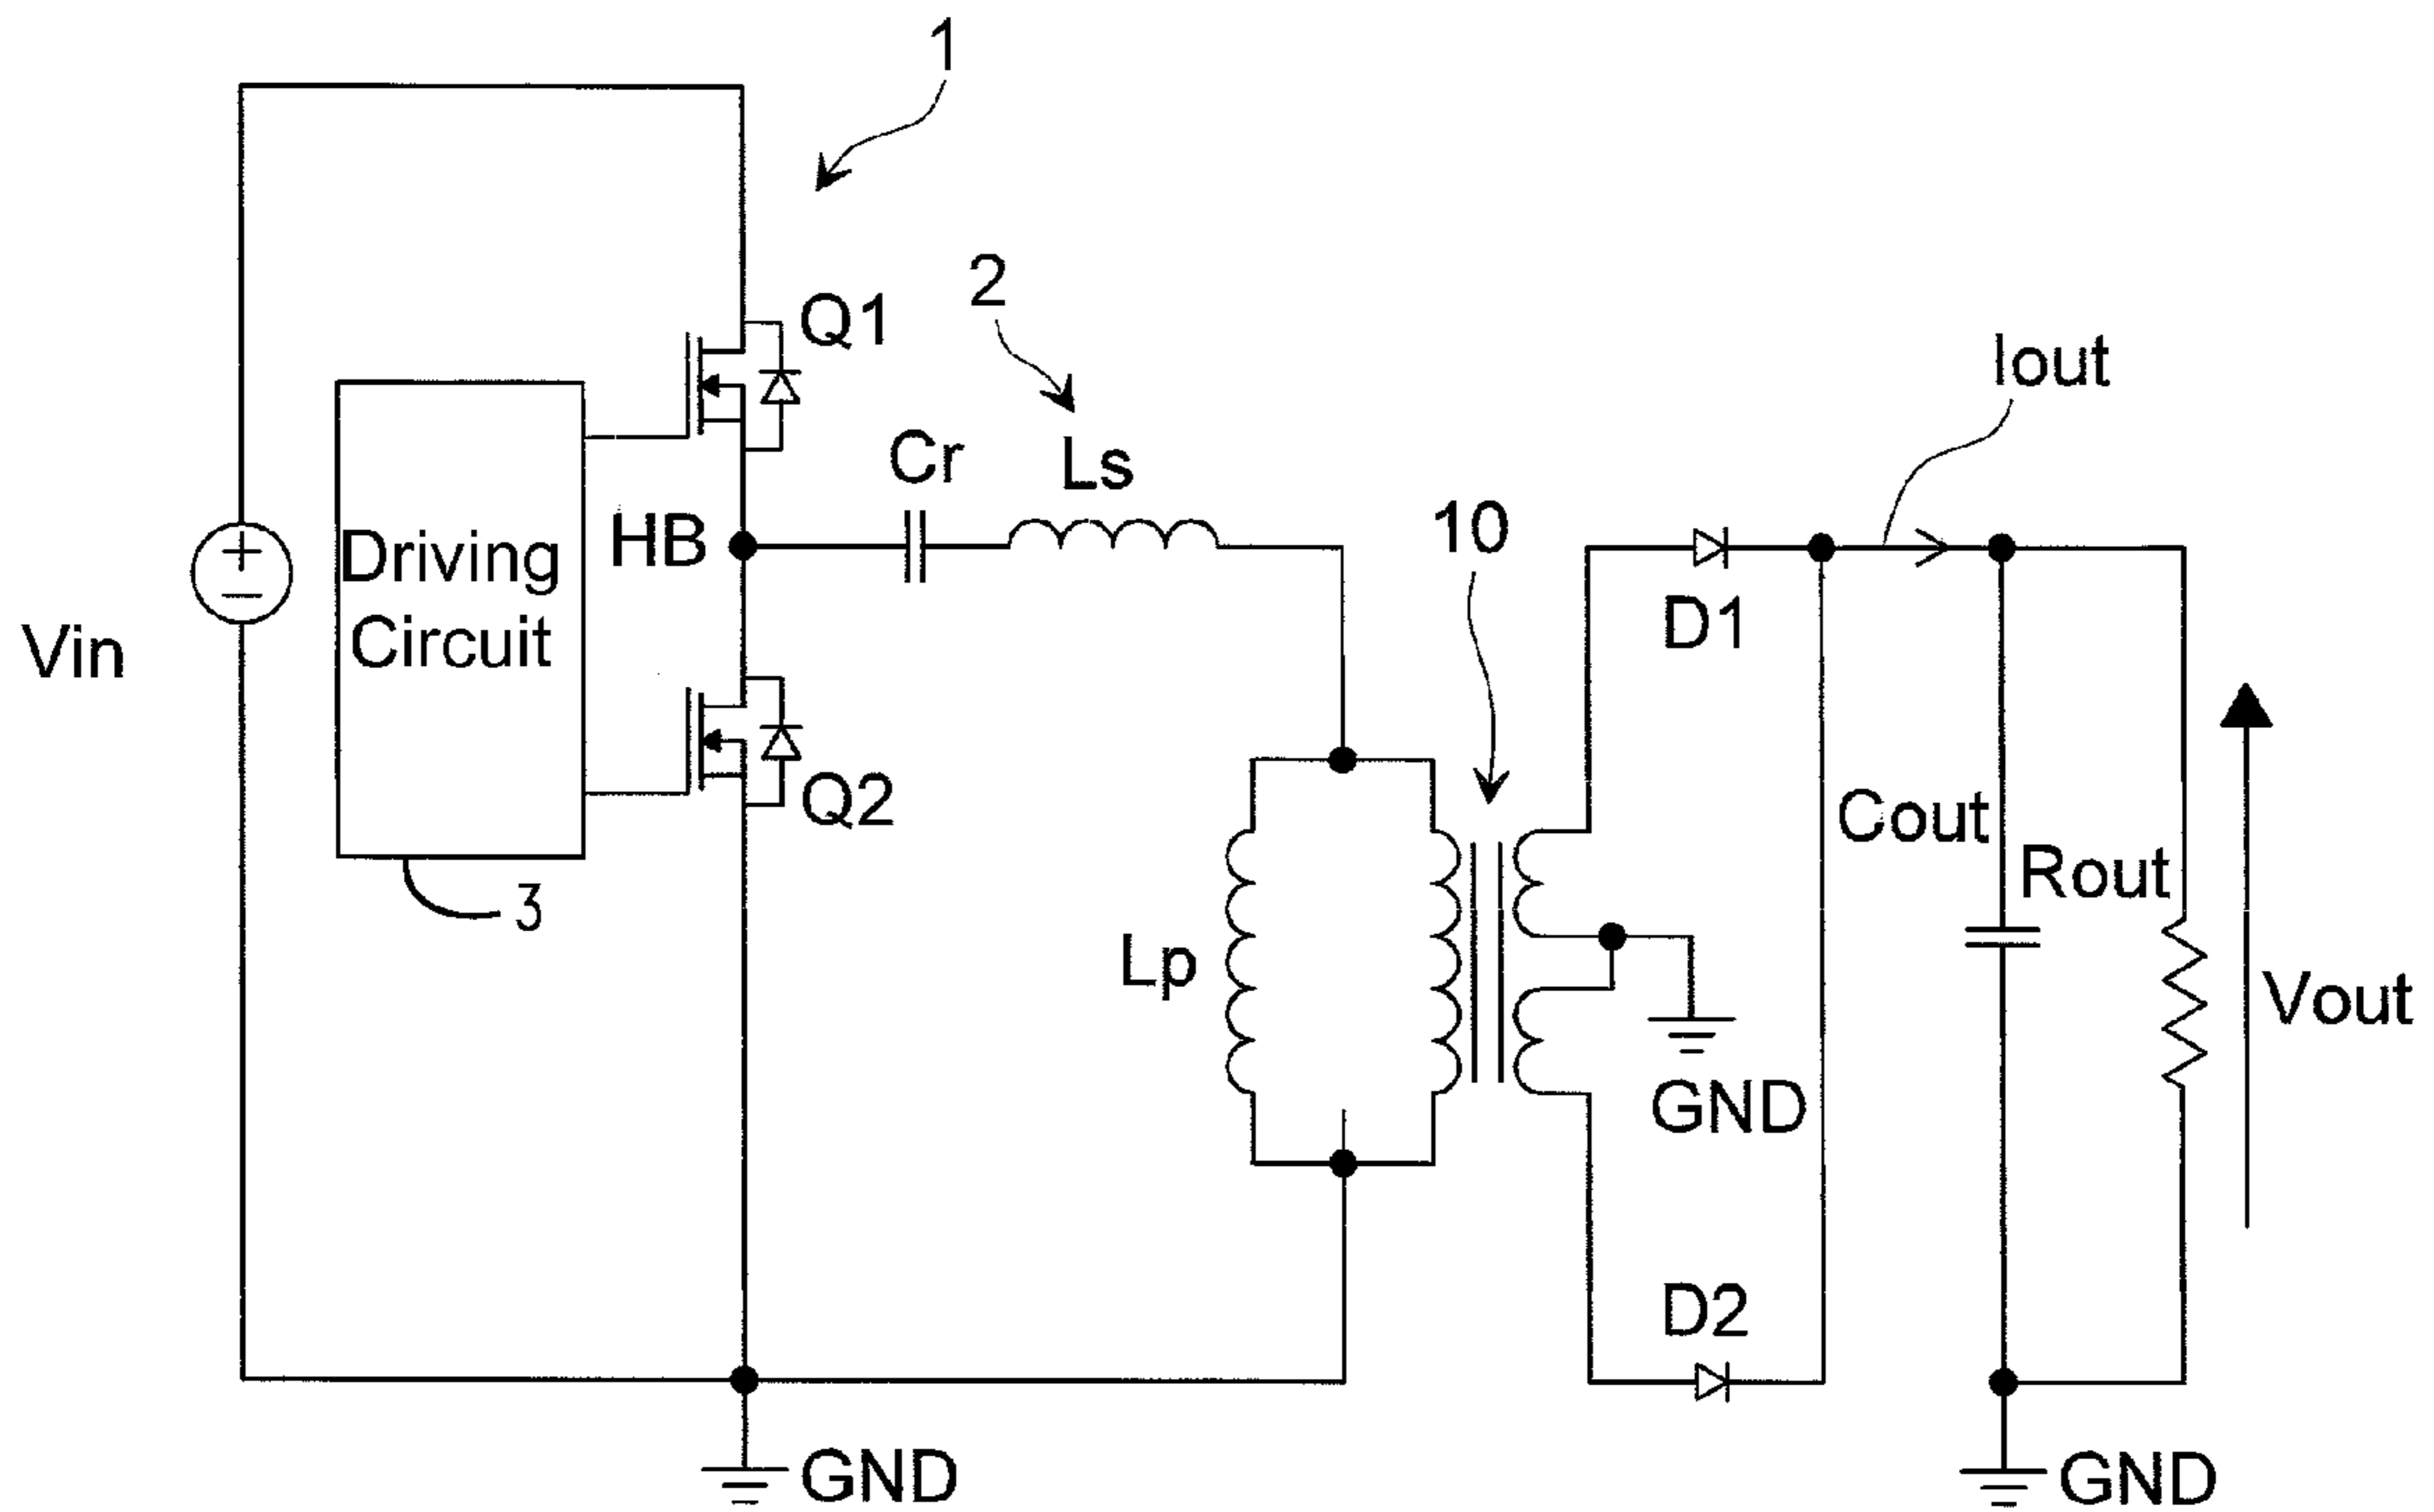 1
Q1
2
Iout
Cr
Ls
10
HB
Driving
Circuit
D1
Vin
Q2
Cout
Rout
3
Lp
Vout
GND
D2
GND
GND